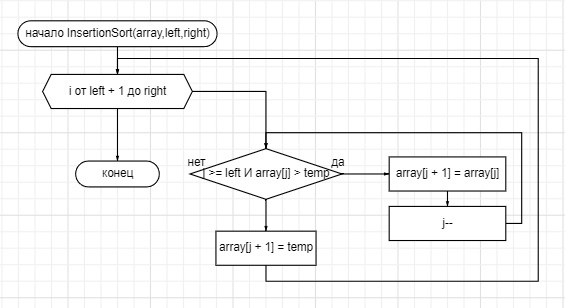 начало InsertionSort(array,left,right)
i от left + 1 до right
нет
да
j >= left И array[j] > temp
array[j + 1] = array[j]
конец
j--
array[j + 1] = temp